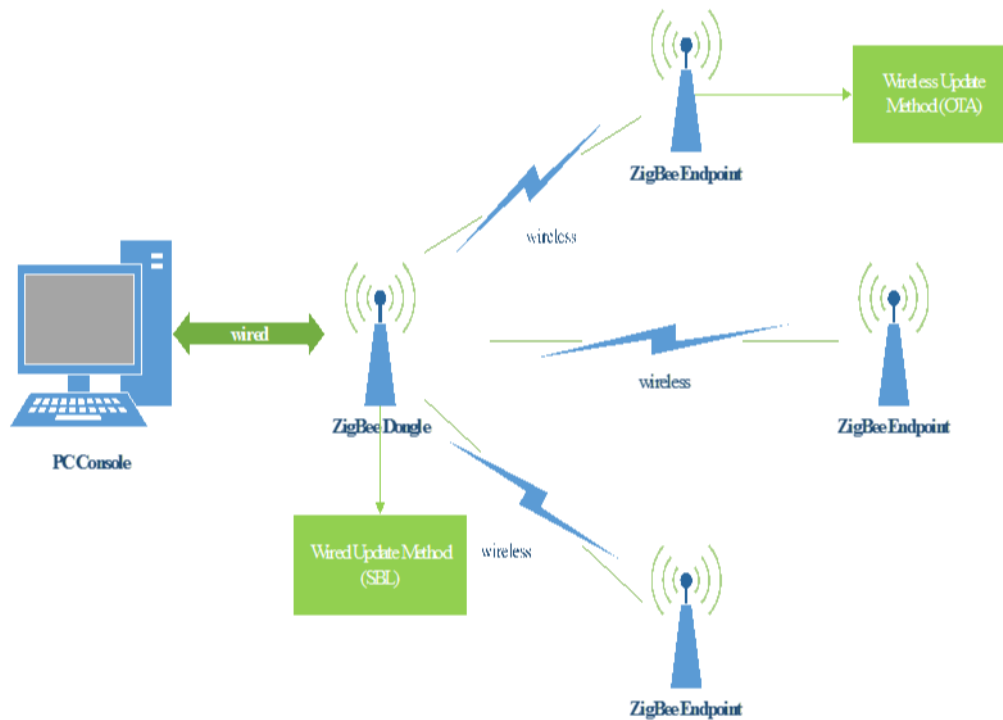 Wireless Update
Method (OTA)
ZigBee Endpoint
wireless
wired
wireless
ZigBee Dongle
ZigBee Endpoint
PC Console
Wired Update Method
(SBL)
wireless
ZigBee Endpoint